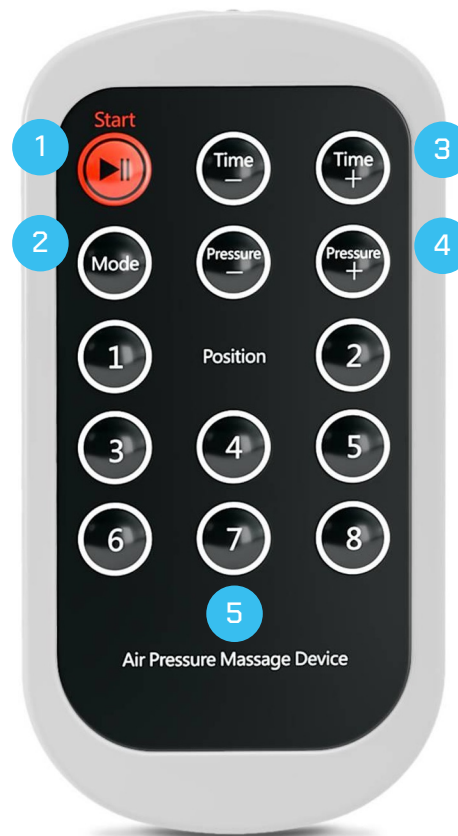 Start
1
Time
−
Time
+
3
2
Mode
Pressure
−
Pressure
+
4
1
Position
2
3
4
5
6
7
8
5
Air Pressure Massage Device